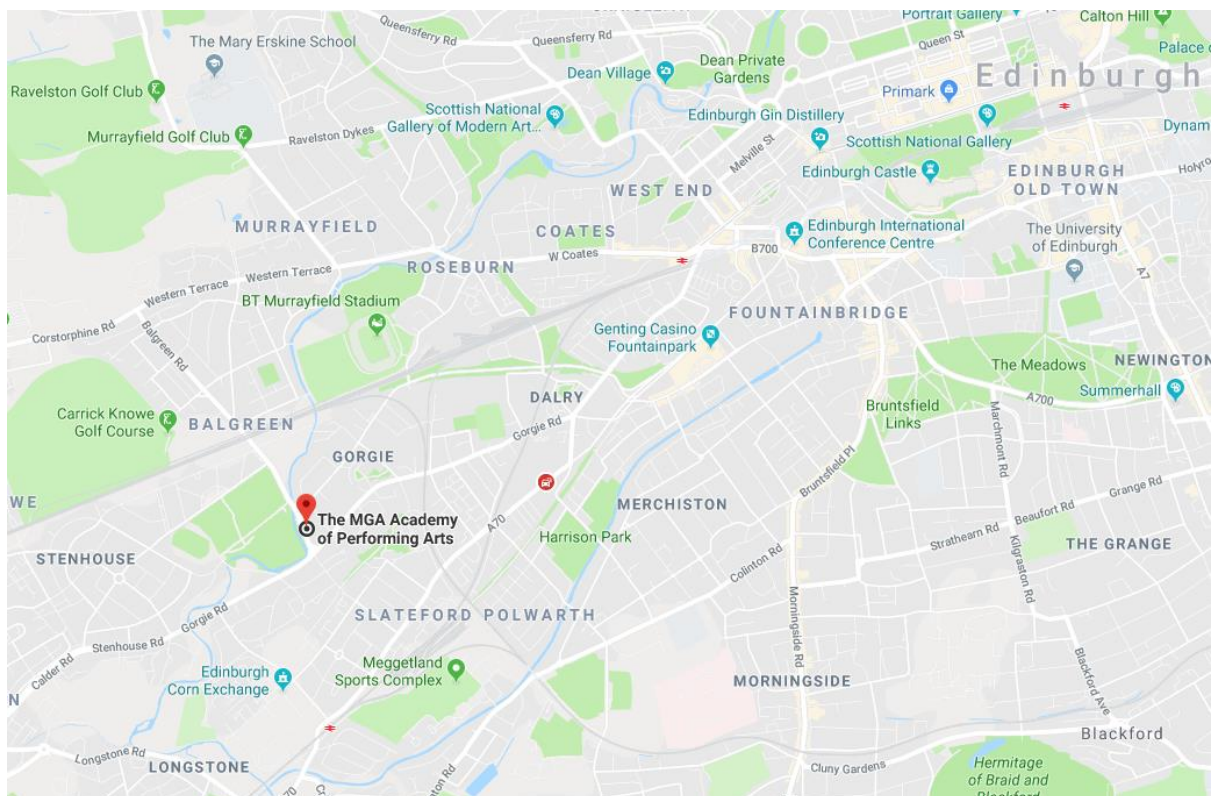 Queensferry Rd
Queensferry Rd
Portrait Gallery
Calton Hill
The Mary Erskine School
Queen St
Palace
Dean Village
Dean Private
Gardens
Edinburgh
Ravelston Golf Club
Primark
Scottish National
Gallery of Modern Art...
Edinburgh Gin Distillery
Murrayfield Golf Club
Ravelston Dykes
Melville St
Scottish National Gallery
Dynam
Edinburgh Castle
EDINBURGH
OLD TOWN
Holyro
WEST END
MURRAYFIELD
COATES
Edinburgh International
Conference Centre
The University
of Edinburgh
B700
W Coates
ROSEBURN
Western Terrace
Western Terrace
A7
BT Murrayfield Stadium
FOUNTAINBRIDGE
Corstorphine Rd
Balgreen Rd
Genting Casino
Fountainpark
The Meadows
NEWINGTON
Summerhall
A700
DALRY
Bruntsfield
Links
Marchmont Rd
Carrick Knowe
Golf Course
BALGREEN
Gorgie Rd
GORGIE
Bruntsfield Pl
Grange Rd
WE
MERCHISTON
The MGA Academy
of Performing Arts
A70
Harrison Park
Beaufort Rd
Strathearn Rd
THE GRANGE
STENHOUSE
Colinton Rd
Kilgraston Rd
Gorgie Rd
SLATEFORD
POLWARTH
Morningside Rd
Stenhouse Rd
Calder Rd
Edinburgh
Corn Exchange
Meggetland
Sports Complex
MORNINGSIDE
Blackford Ave
N
Blackford
Longstone Rd
LONGSTONE
Cluny Gardens
Hermitage
of Braid and
A70